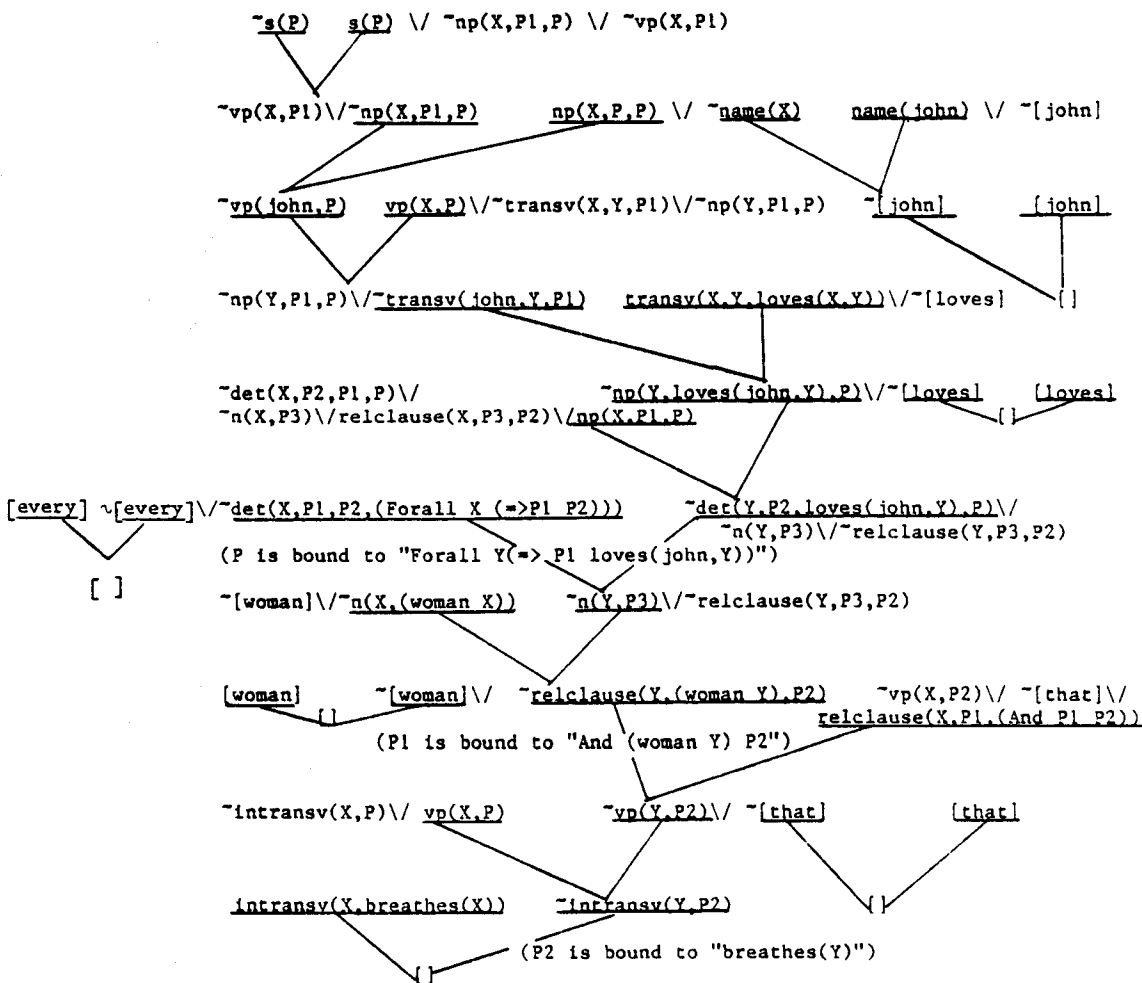 ~s(P) s(P) \/ ~np(X,P1,P) \/ ~vp(X,P1)
~vp(X,P1)\/~np(X,P1,P) np(X,P,P) \/ ~name(X) name(john) \/ ~[john]
~vp(john,P) vp(X,P)\/~transv(X,Y,P1)\/~np(Y,P1,P) ~[john] [john]
~np(Y,P1,P)\/~transv(john,Y,P1) transv(X,Y,loves(X,Y))\/~[loves] []
~det(X,P2,P1,P)\/ ~np(Y,loves(john,Y),P)\/~[loves] [loves]
~n(X,P3)\/relclause(X,P3,P2)\/np(X,P1,P) []
[every] ~[every]\/~det(X,P1,P2,(Forall X (=>P1 P2))) ~det(Y,P2,loves(john,Y),P)\/
~n(Y,P3)\/~relclause(Y,P3,P2)
(P is bound to "Forall Y(=> P1 loves(john,Y))")
[ ]
~[woman]\/~n(X,(woman X)) ~n(Y,P3)\/~relclause(Y,P3,P2)
[woman] ~[woman]\/ ~relclause(Y,(woman Y),P2) ~vp(X,P2)\/ ~[that]\/
[] relclause(X,P1,(And P1 P2))
(P1 is bound to "And (woman Y) P2")
~intransv(X,P)\/ vp(X,P) ~vp(Y,P2)\/ ~[that] [that]
intransv(X,breathes(X)) ~intransv(Y,P2) []
(P2 is bound to "breathes(Y)")
[]